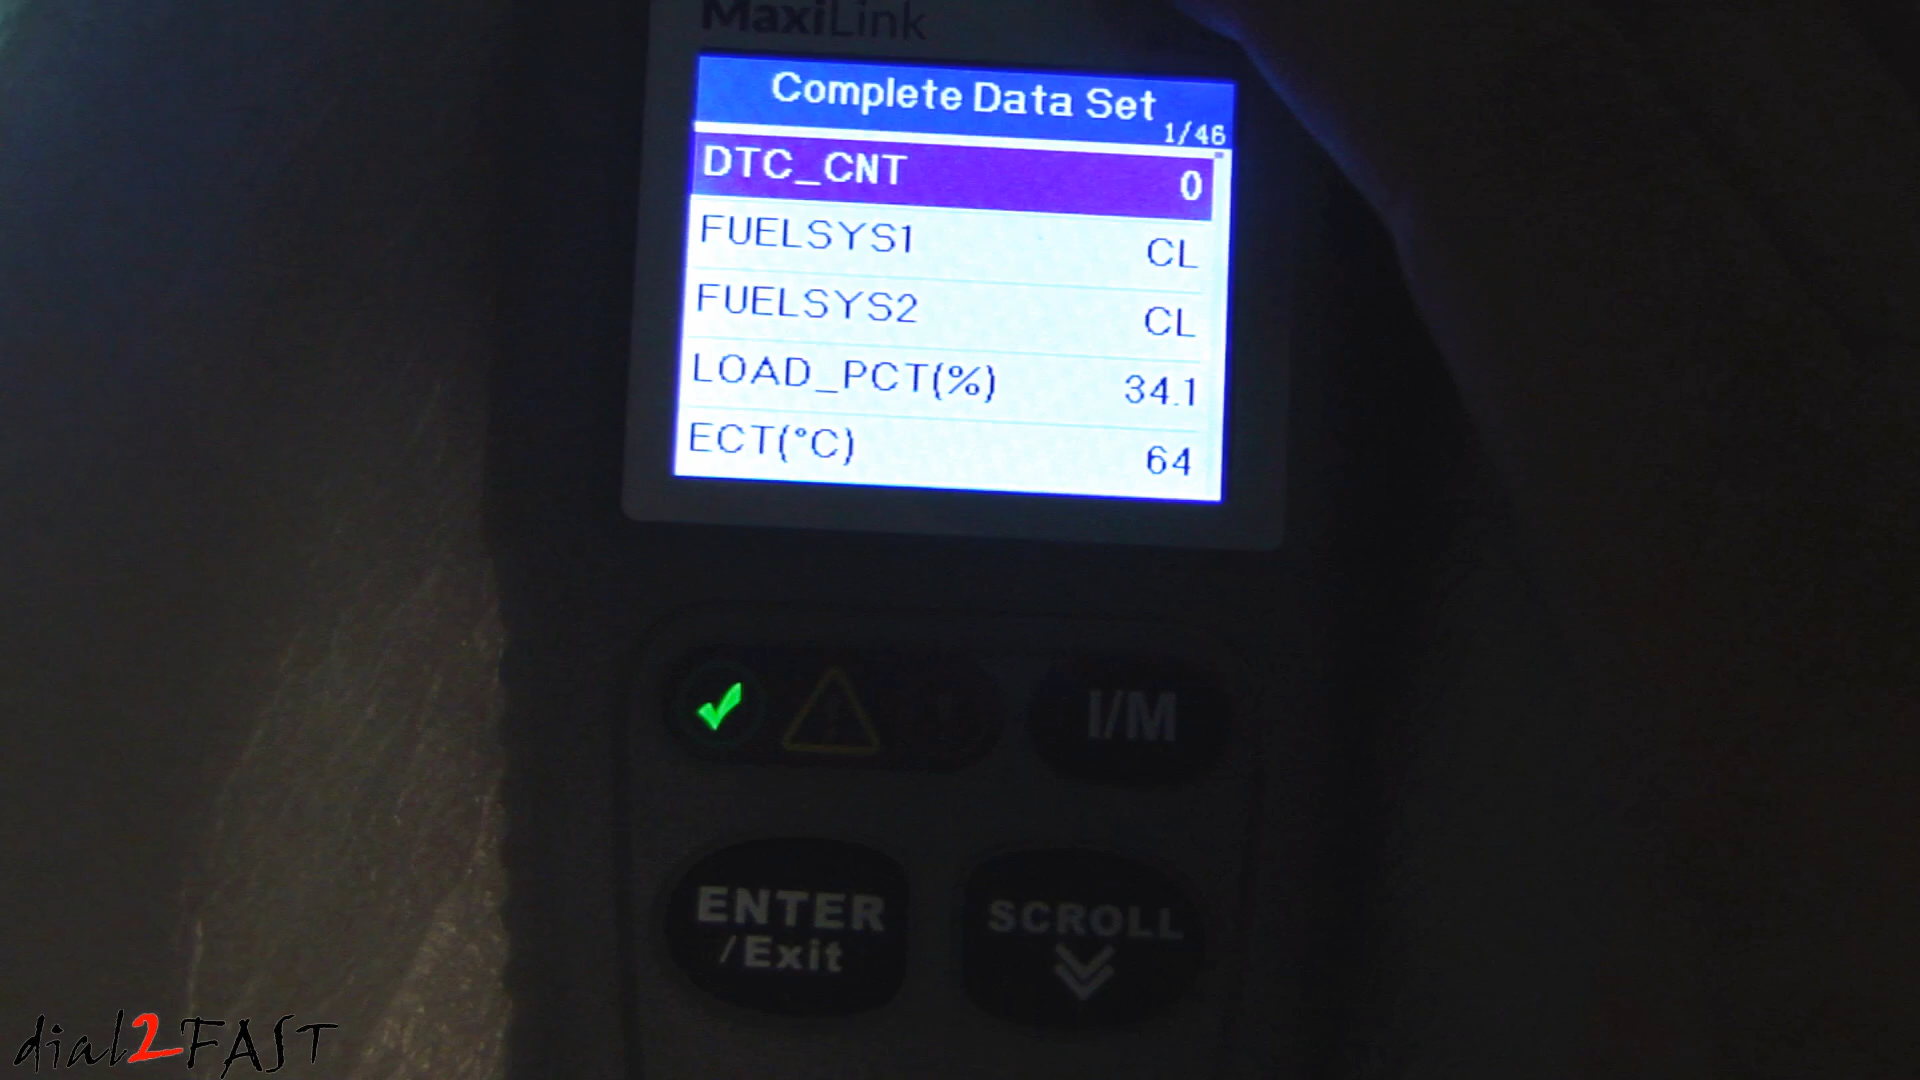 MaxiLink
Complete Data Set
1/46
DTC_CNT 0
FUELSYS1 CL
FUELSYS2 CL
LOAD_PCT(%) 34.1
ECT(°C) 64
I/M
ENTER
/Exit
SCROLL
dial2FAST